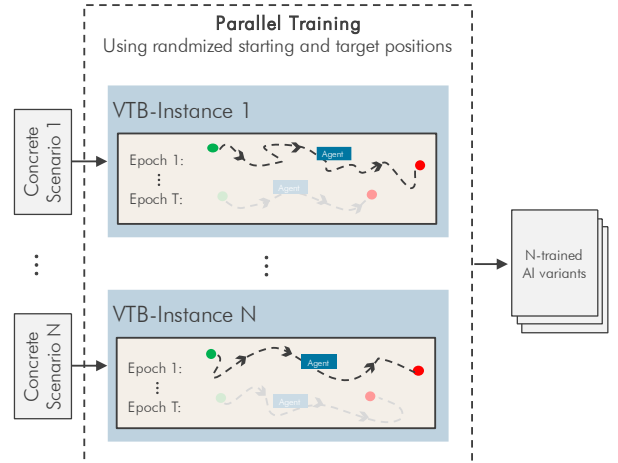 Parallel Training
Using randmized starting and target positions
Concrete
Scenario 1
VTB-Instance 1
Epoch 1:
Agent
Epoch T:
Agent
N-trained
AI variants
Concrete
Scenario N
VTB-Instance N
Epoch 1:
Agent
Epoch T:
Agent